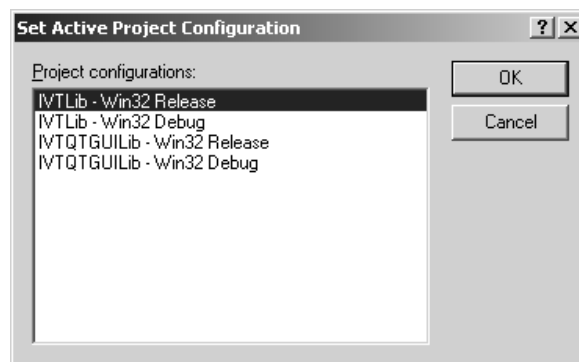 Set Active Project Configuration
Project configurations:
OK
IVTLib - Win32 Release
IVTLib - Win32 Debug
Cancel
IVTQTGUILib - Win32 Release
IVTQTGUILib - Win32 Debug